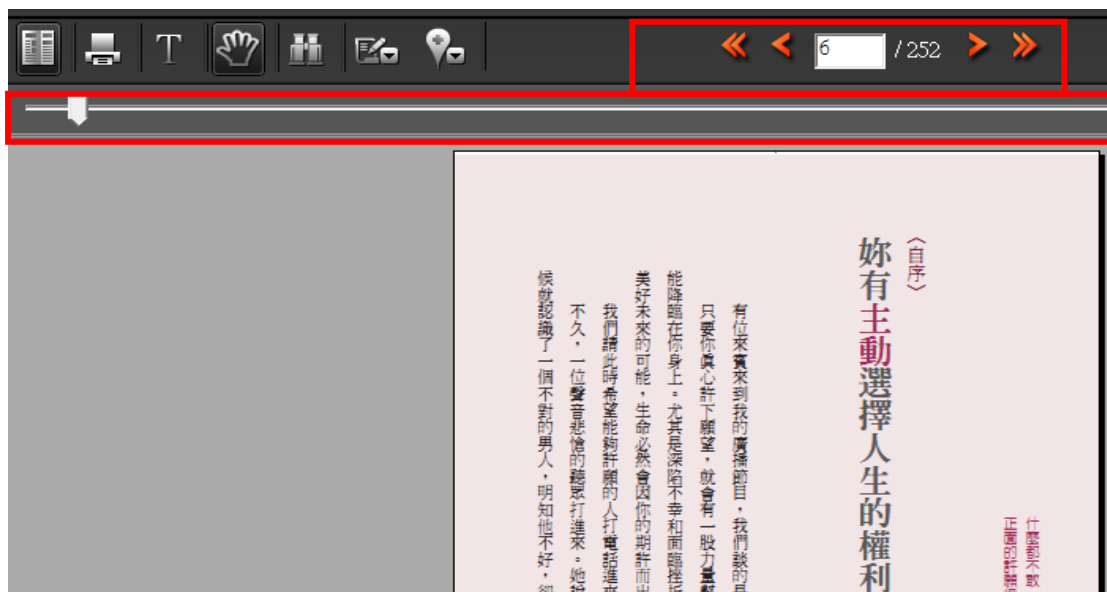 T
6 /252
什麼都不敢
正面的許願
〈自序〉
妳有主動選擇人生的權利
有位來賓來到我的廣播節目，我們談的是
只要你真心許下願望，就會有一股力量
能降臨在你身上。尤其是深陷不幸和面臨挫折
美好未來的可能，生命必然會因你的期許而出
我們請此時希望能夠許願的人打電話進來
不久，一位聲音悲愴的聽眾打進來。她說
候就認識了一個不對的男人，明知他不好，卻